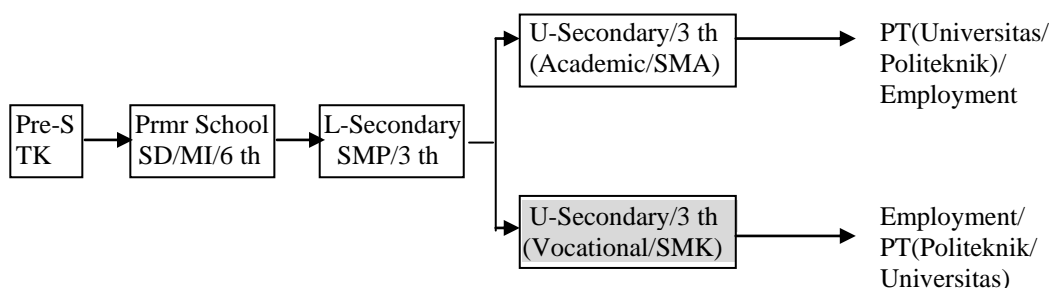 Pre-S
TK
Prmr School
SD/MI/6 th
L-Secondary
SMP/3 th
U-Secondary/3 th
(Academic/SMA)
PT(Universitas/
Politeknik)/
Employment
U-Secondary/3 th
(Vocational/SMK)
Employment/
PT(Politeknik/
Universitas)